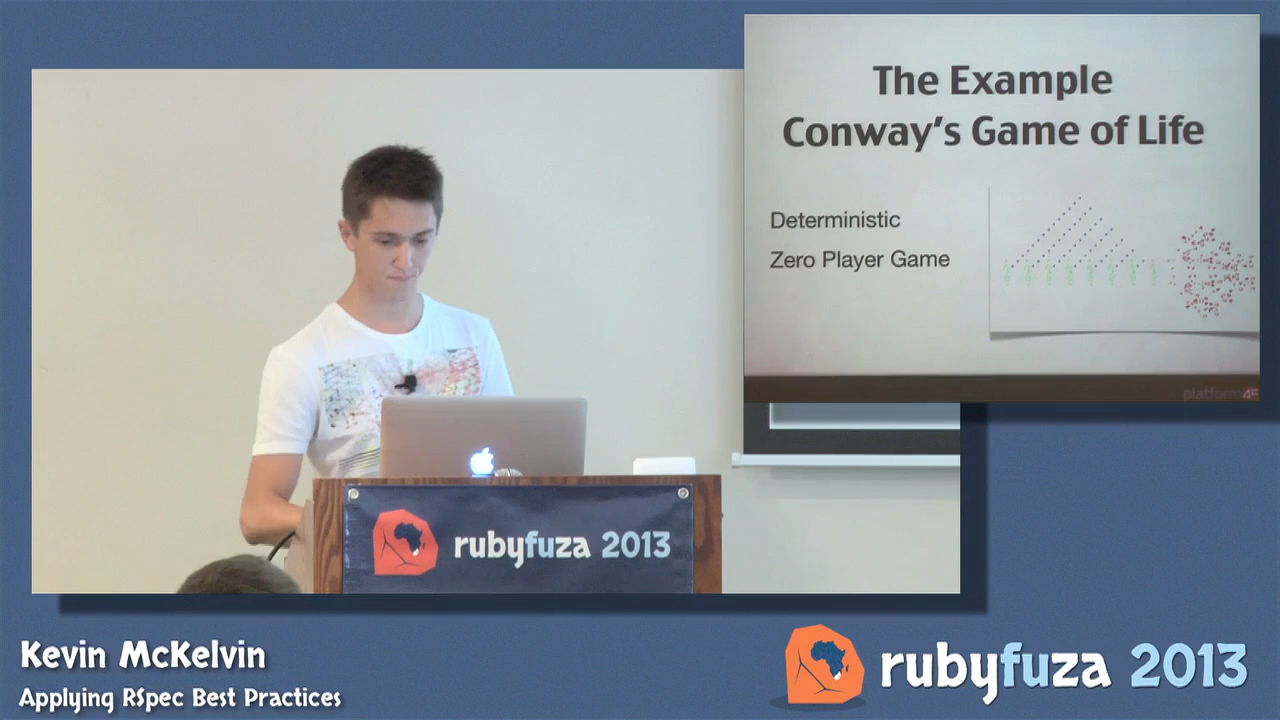 The Example
Conway's Game of Life
Deterministic
Zero Player Game
platform45
rubyfuza 2013
Kevin McKelvin
Applying RSpec Best Practices
rubyfuza 2013